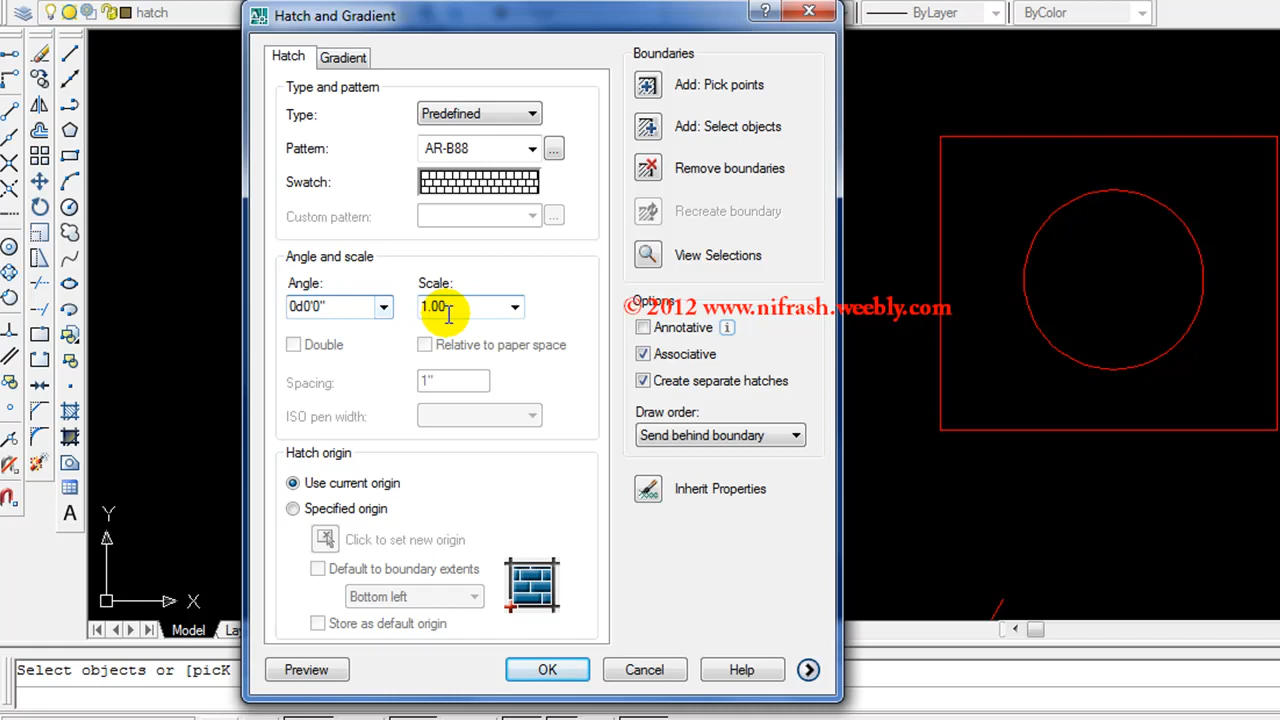 hatch
Hatch and Gradient
?
ByLayer
ByColor
Hatch
Gradient
Type and pattern
Type:
Predefined
Pattern:
AR-B88
...
Swatch:
Custom pattern:
...
Angle and scale
Angle:
Scale:
0d0'0"
1.00
Double
Relative to paper space
Spacing:
1"
ISO pen width:
Hatch origin
Use current origin
Specified origin
Click to set new origin
Default to boundary extents
Bottom left
Store as default origin
Boundaries
Add: Pick points
Add: Select objects
Remove boundaries
Recreate boundary
View Selections
Options
© 2012 www.nifrash.weebly.com
Annotative
Associative
Create separate hatches
Draw order:
Send behind boundary
Inherit Properties
Preview
OK
Cancel
Help
A
Y
X
Model
La
Select objects or [picK